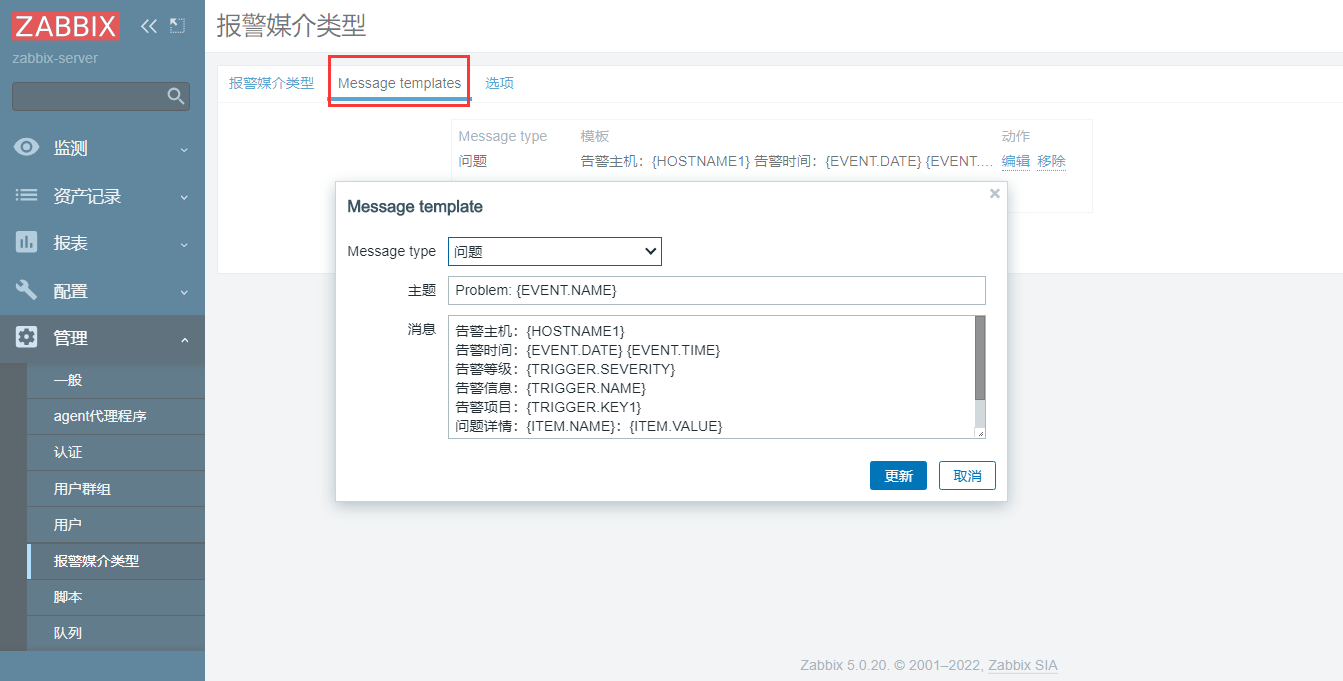 ZABBIX
zabbix-server
监测
资产记录
报表
配置
管理
一般
agent代理程序
认证
用户群组
用户
报警媒介类型
脚本
队列
报警媒介类型
报警媒介类型 Message templates 选项
Message type 模板 动作
问题 告警主机：{HOSTNAME1} 告警时间：{EVENT.DATE} {EVENT.... 编辑 移除
Message template
Message type 问题
主题 Problem: {EVENT.NAME}
消息 告警主机：{HOSTNAME1}
告警时间：{EVENT.DATE} {EVENT.TIME}
告警等级：{TRIGGER.SEVERITY}
告警信息：{TRIGGER.NAME}
告警项目：{TRIGGER.KEY1}
问题详情：{ITEM.NAME}：{ITEM.VALUE}
更新 取消
Zabbix 5.0.20. © 2001–2022, Zabbix SIA